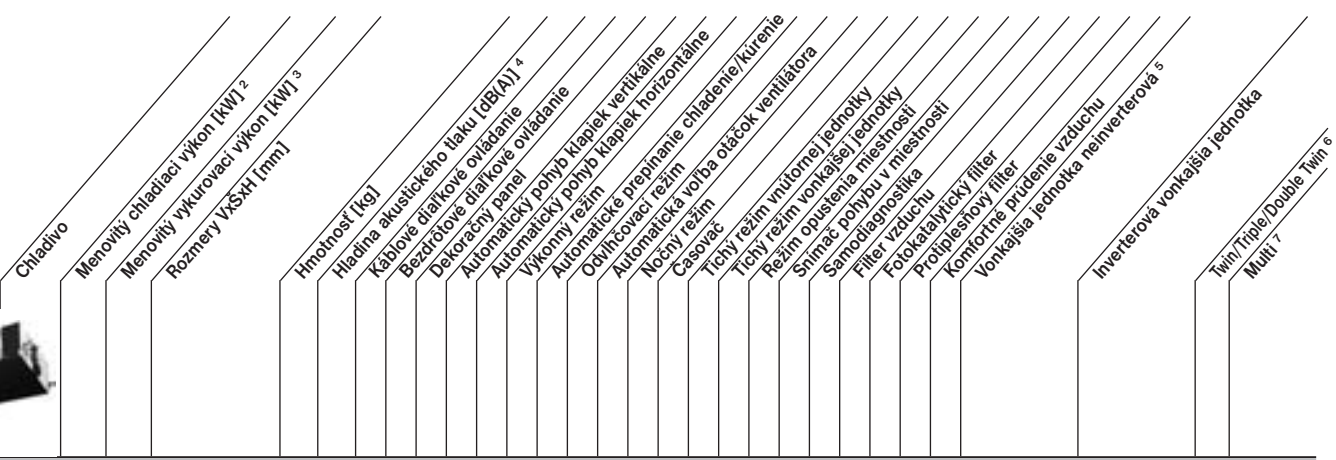 Chladivo
Menovitý chladiaci výkon [kW] 2
Menovitý vykurovací výkon [kW] 3
Rozmery VxŠxH [mm]
Hmotnosť [kg]
Hladina akustického tlaku [dB(A)] 4
Káblové diaľkové ovládanie
Bezdrôtové diaľkové ovládanie
Dekoračný panel
Automatický pohyb klapiek vertikálne
Automatický pohyb klapiek horizontálne
Výkonný režim
Automatické prepínanie chladenie/kúrenie
Odvlhčovací režim
Automatická voľba otáčok ventilátora
Nočný režim
Časovač
Tichý režim vnútornej jednotky
Tichý režim vonkajšej jednotky
Režim opustenia miestnosti
Snímač pohybu v miestnosti
Samodiagnostika
Filter vzduchu
Fotokatalytický filter
Protiplesňový filter
Komfortné prúdenie vzduchu
Vonkajšia jednotka neinverterová 5
Inverterová vonkajšia jednotka
Twin/Triple/Double Twin 6
Multi 7